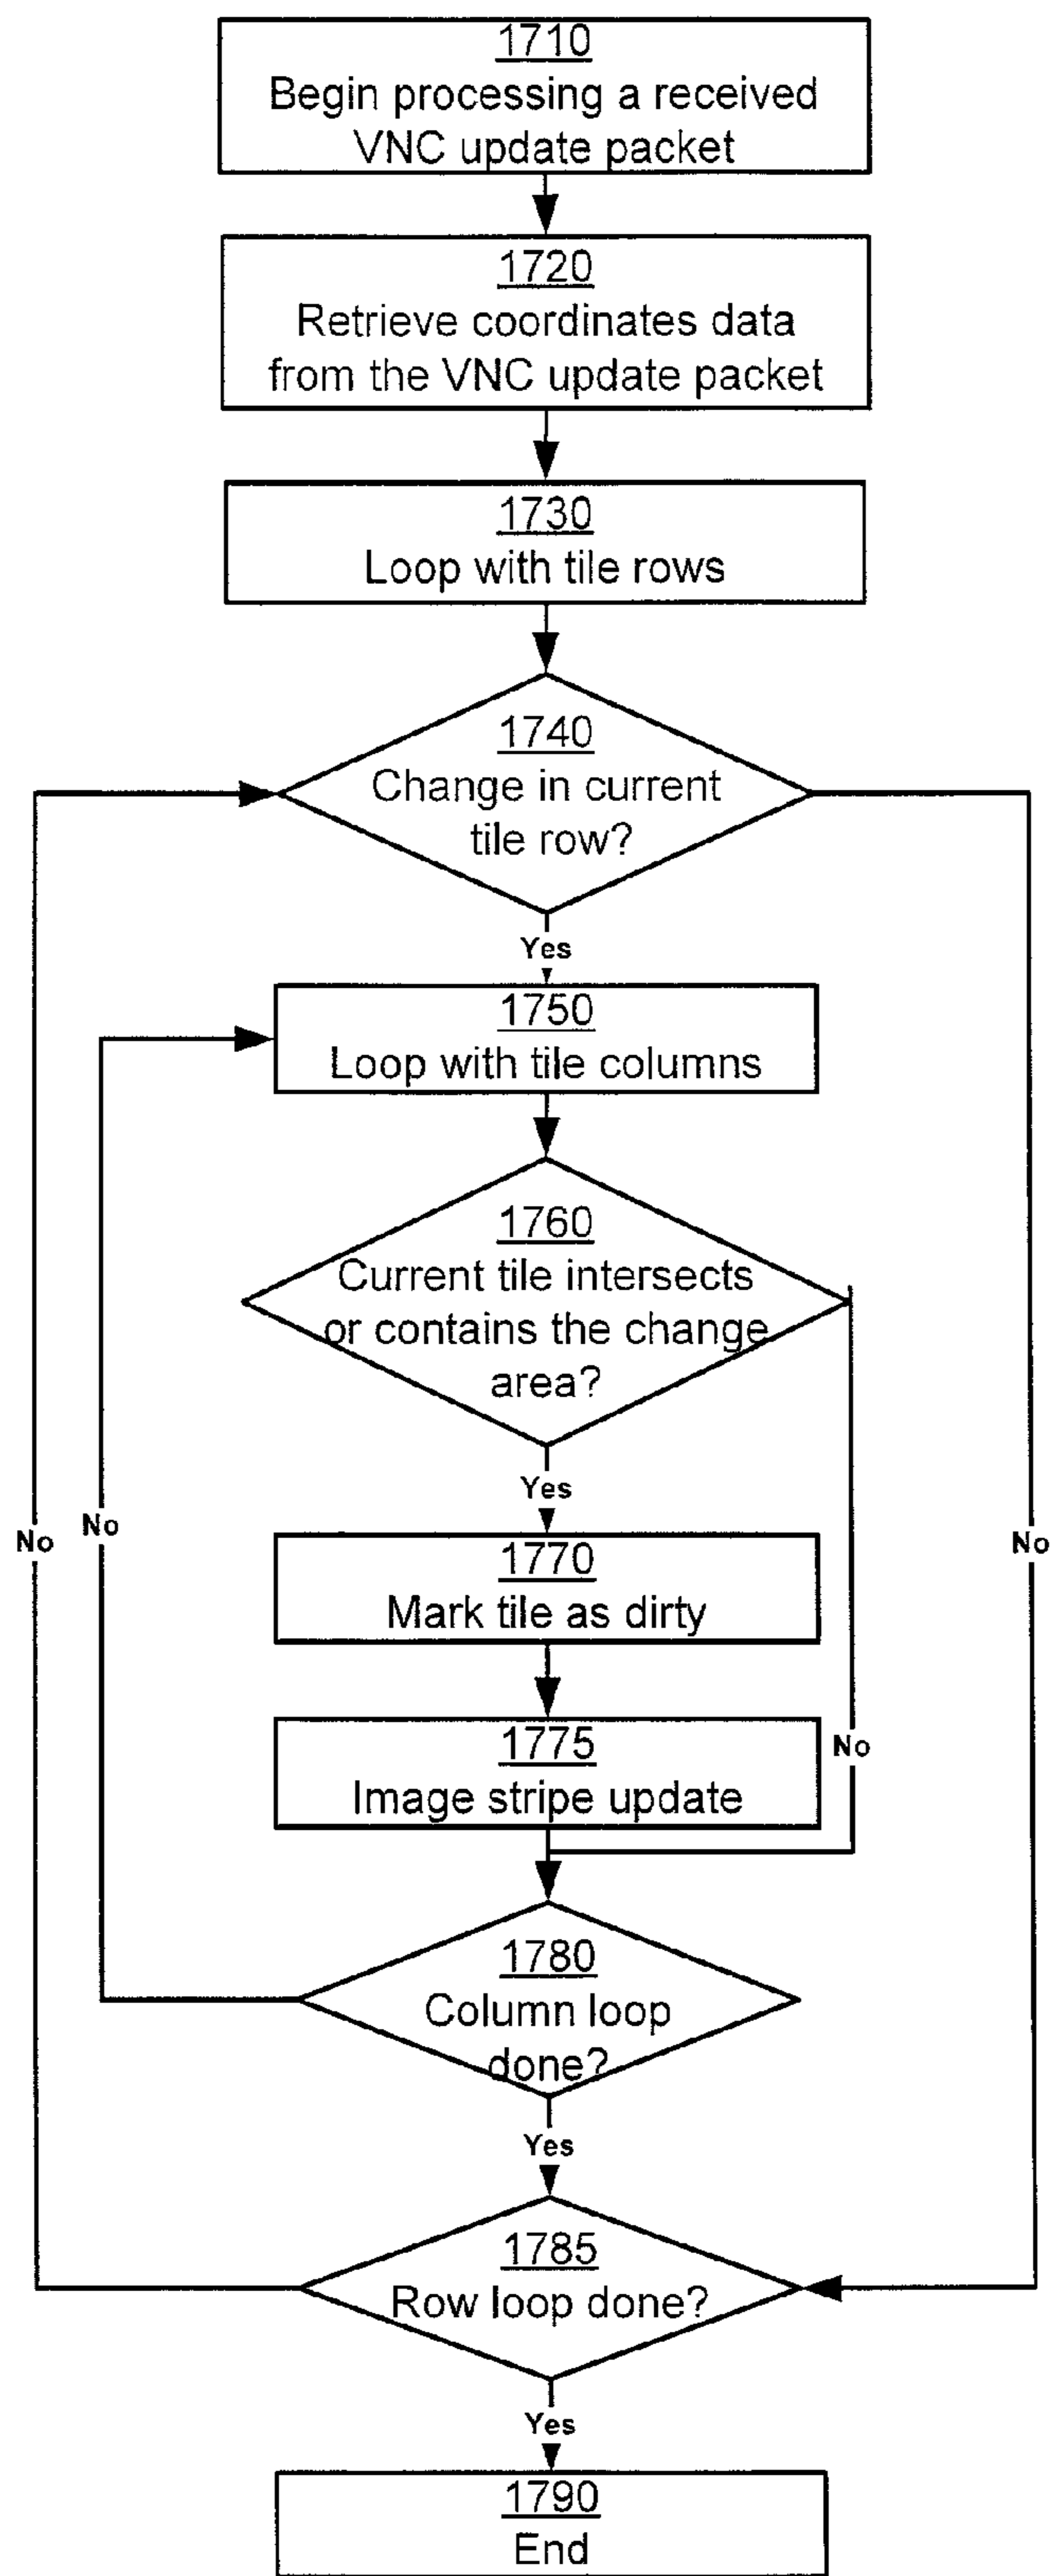 1710
Begin processing a received
VNC update packet
1720
Retrieve coordinates data
from the VNC update packet
1730
Loop with tile rows
1740
Change in current
tile row?
Yes
1750
Loop with tile columns
1760
Current tile intersects
or contains the change
area?
Yes
No
No
No
1770
Mark tile as dirty
1775
Image stripe update
No
1780
Column loop
done?
Yes
1785
Row loop done?
Yes
1790
End